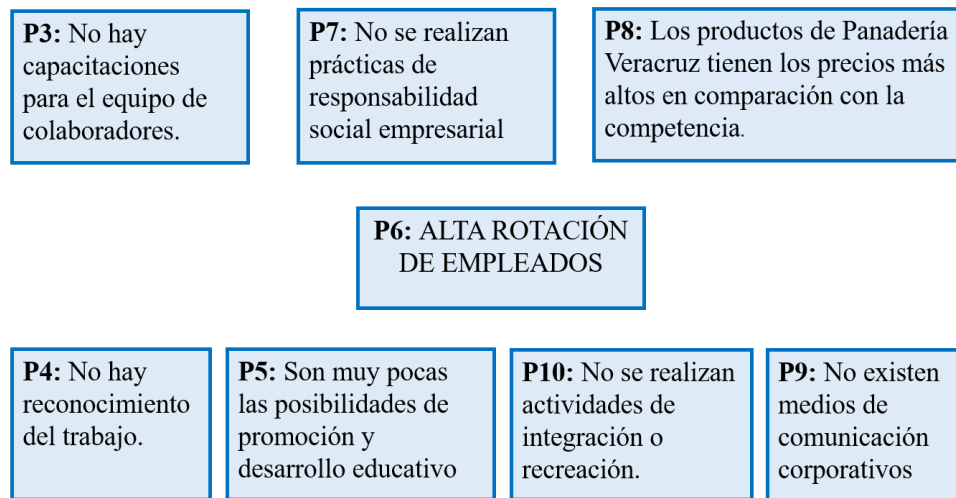 P3: No hay
capacitaciones
para el equipo de
colaboradores.
P7: No se realizan
prácticas de
responsabilidad
social empresarial
P8: Los productos de Panadería
Veracruz tienen los precios más
altos en comparación con la
competencia.
P6: ALTA ROTACIÓN
DE EMPLEADOS
P4: No hay
reconocimiento
del trabajo.
P5: Son muy pocas
las posibilidades de
promoción y
desarrollo educativo
P10: No se realizan
actividades de
integración o
recreación.
P9: No existen
medios de
comunicación
corporativos